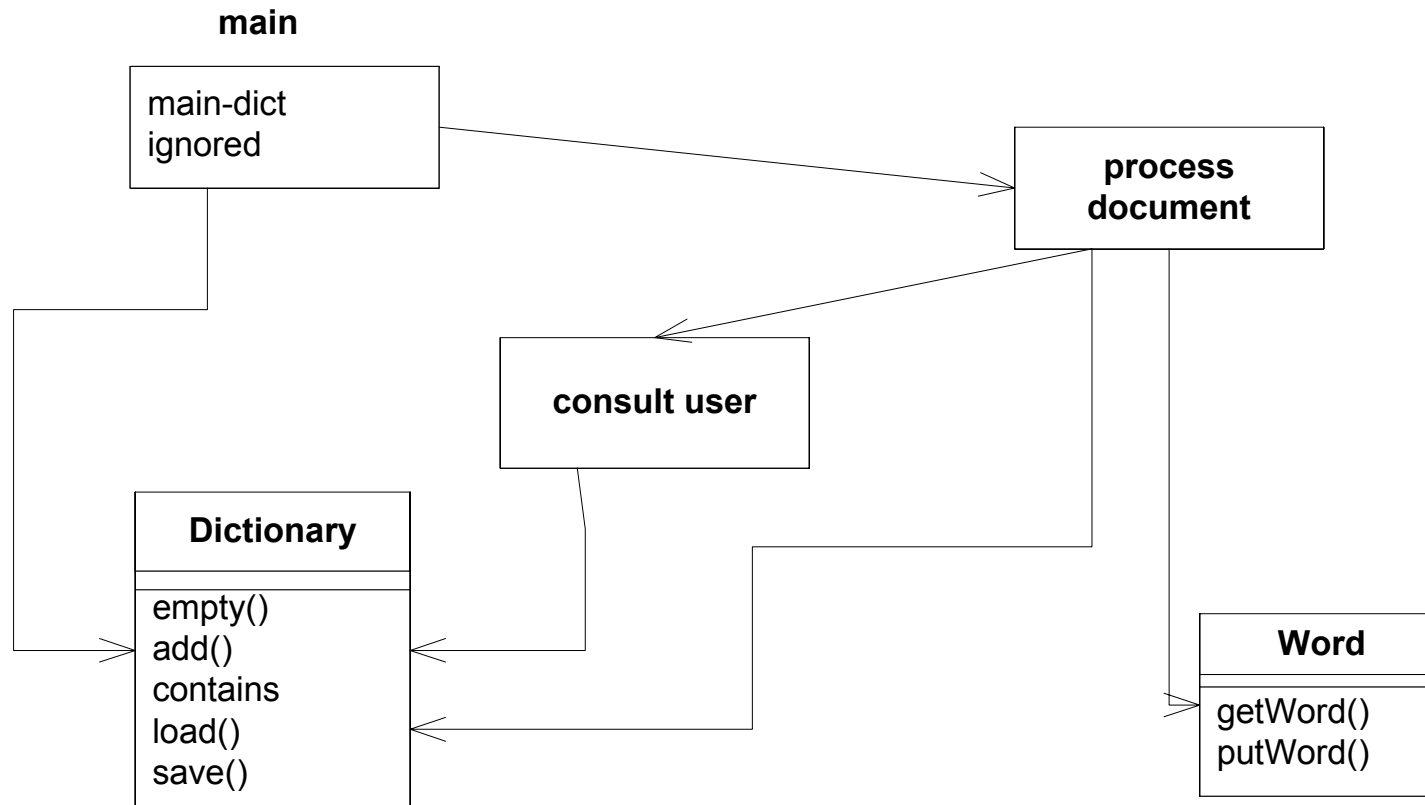 main
main-dict
ignored
process
document
consult user
Dictionary
empty()
add()
contains
load()
save()
Word
getWord()
putWord()